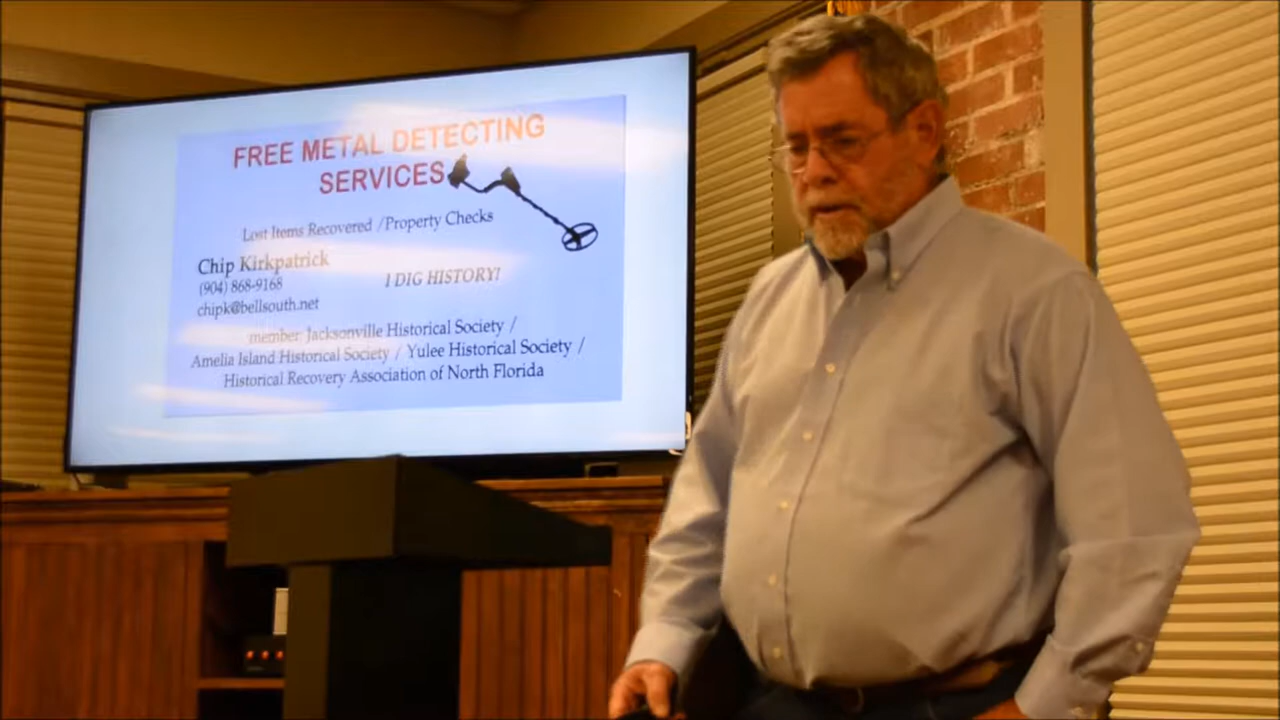 FREE METAL DETECTING
SERVICES
Lost Items Recovered /Property Checks
Chip Kirkpatrick
(904) 868-9168
I DIG HISTORY!
chipk@bellsouth.net
member: Jacksonville Historical Society /
Amelia Island Historical Society / Yulee Historical Society /
Historical Recovery Association of North Florida